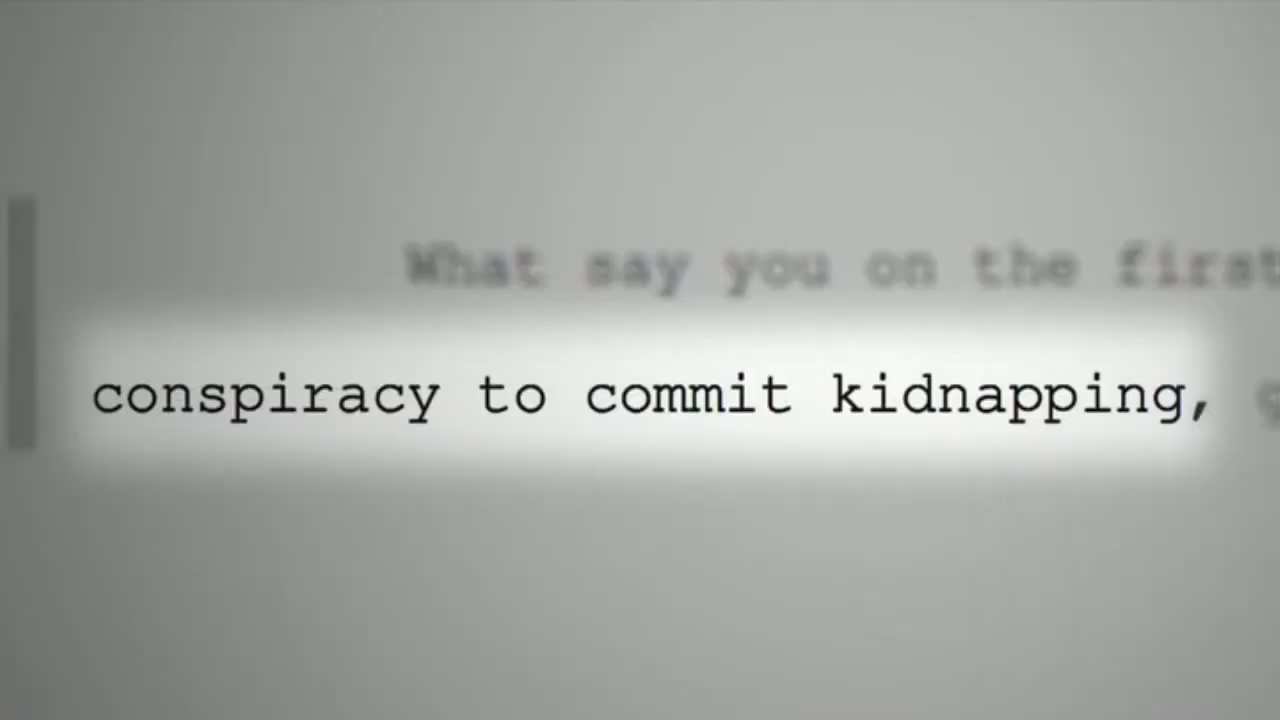 What say you on the first
conspiracy to commit kidnapping,